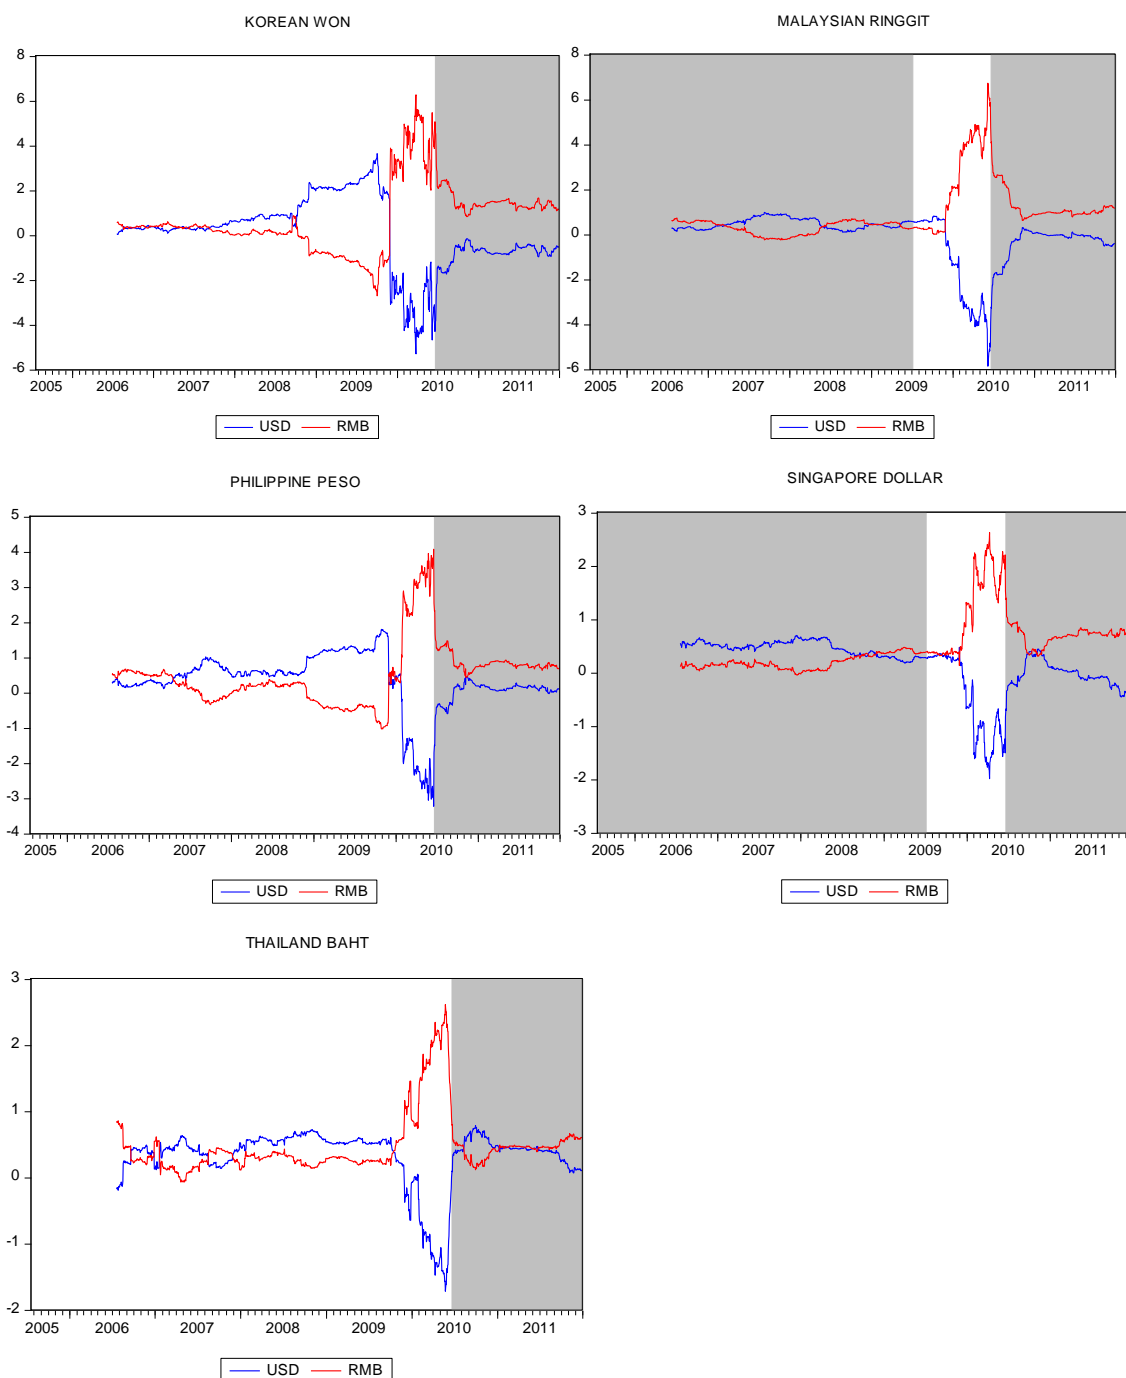 KOREAN WON
8
6
4
2
0
-2
-4
-6
2005 2006 2007 2008 2009 2010 2011
USD RMB
MALAYSIAN RINGGIT
8
6
4
2
0
-2
-4
-6
2005 2006 2007 2008 2009 2010 2011
USD RMB
PHILIPPINE PESO
5
4
3
2
1
0
-1
-2
-3
-4
2005 2006 2007 2008 2009 2010 2011
USD RMB
SINGAPORE DOLLAR
3
2
1
0
-1
-2
-3
2005 2006 2007 2008 2009 2010 2011
USD RMB
THAILAND BAHT
3
2
1
0
-1
-2
2005 2006 2007 2008 2009 2010 2011
USD RMB